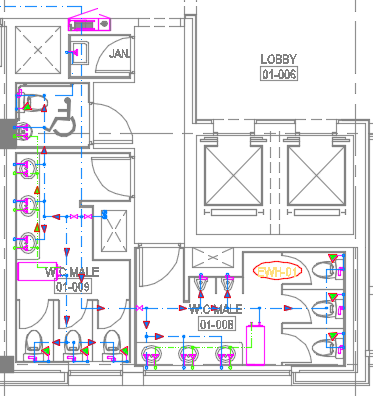 JAN.
LOBBY
01-006
W.C MALE
01-009
EWH-01
W.C MALE
01-008